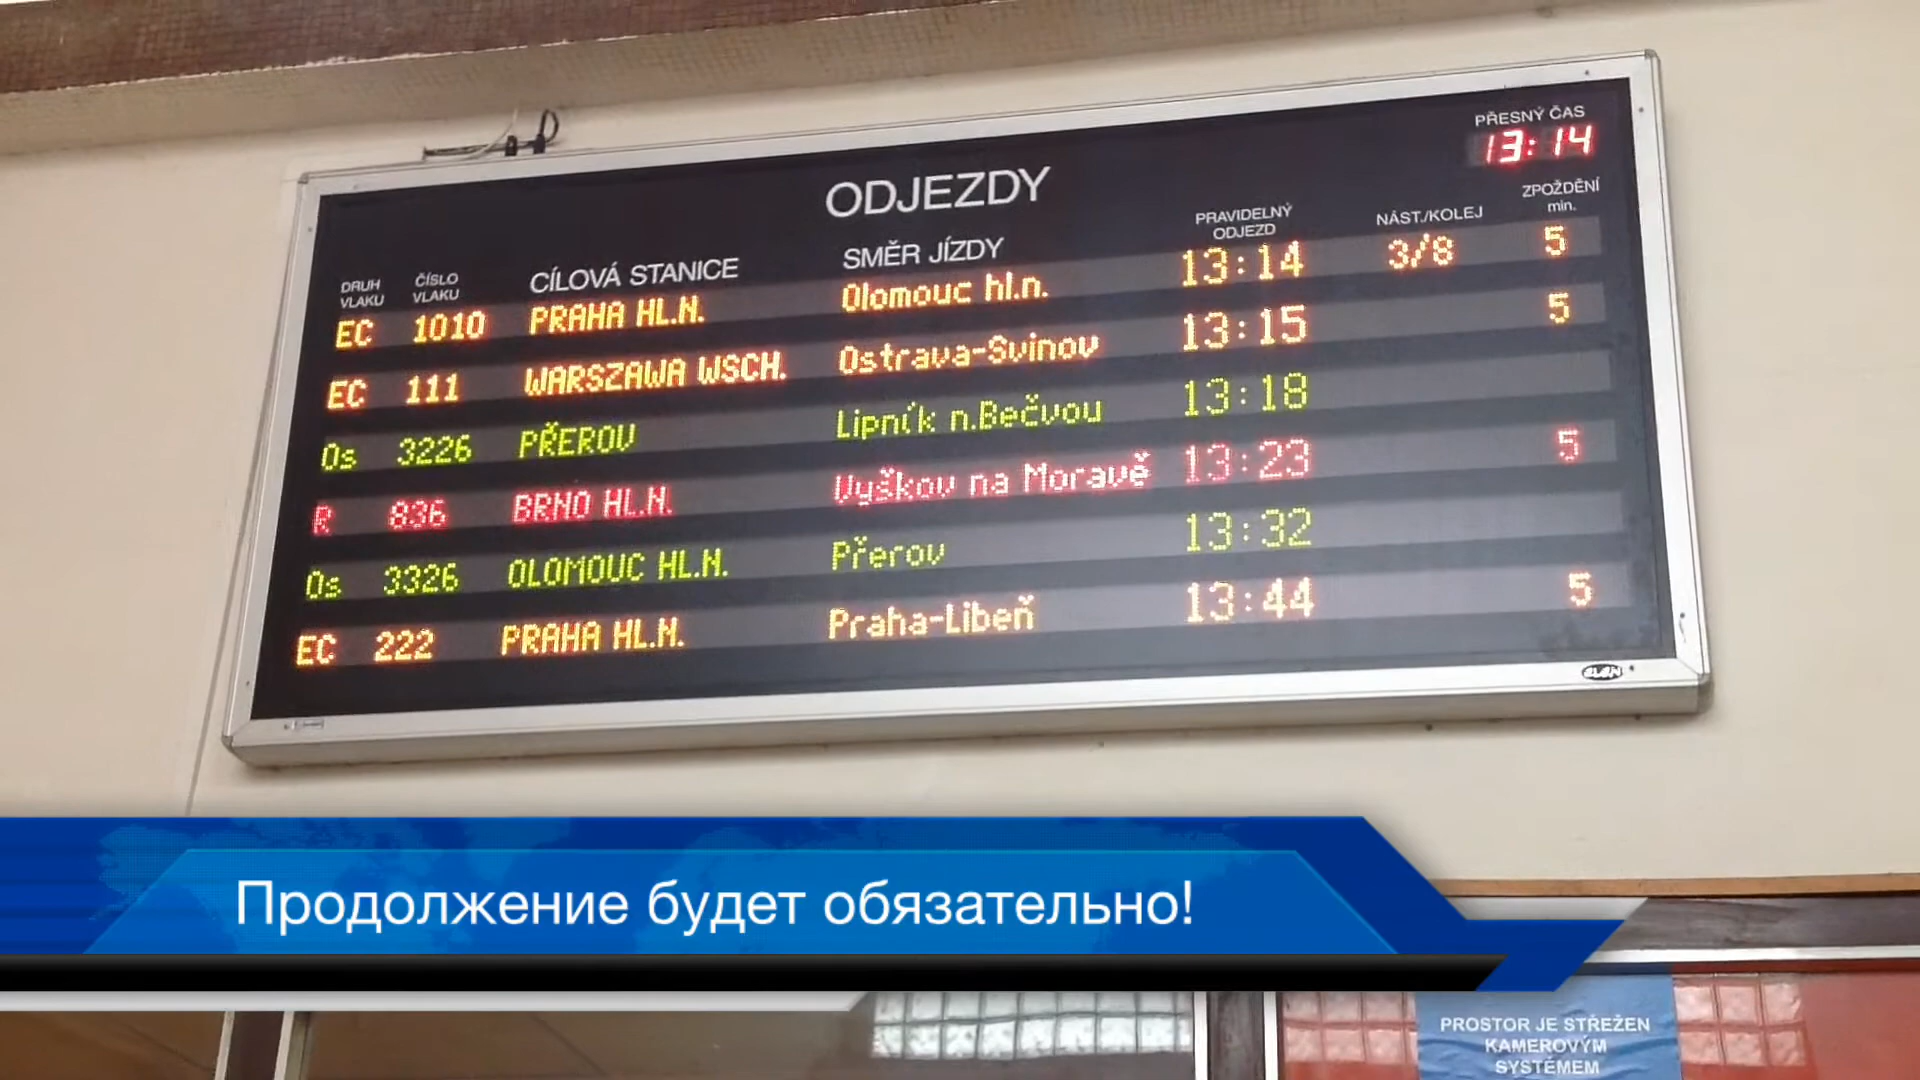 PŘESNÝ ČAS
13:14
ODJEZDY
DRUH VLAKU ČÍSLO VLAKU CÍLOVÁ STANICE SMĚR JÍZDY PRAVIDELNÝ ODJEZD NÁST./KOLEJ ZPOŽDĚNÍ min.
EC 1010 PRAHA HL.N. Olomouc hl.n. 13:14 3/8 5
EC 111 WARSZAWA WSCH. Ostrava-Svinov 13:15 5
Os 3226 PŘEROV Lipník n.Bečvou 13:18
R 836 BRNO HL.N. Vyškov na Moravě 13:23 5
Os 3326 OLOMOUC HL.N. Přerov 13:32
EC 222 PRAHA HL.N. Praha-Libeň 13:44 5
Продолжение будет обязательно!
PROSTOR JE STŘEŽEN
KAMEROVÝM
SYSTÉMEM